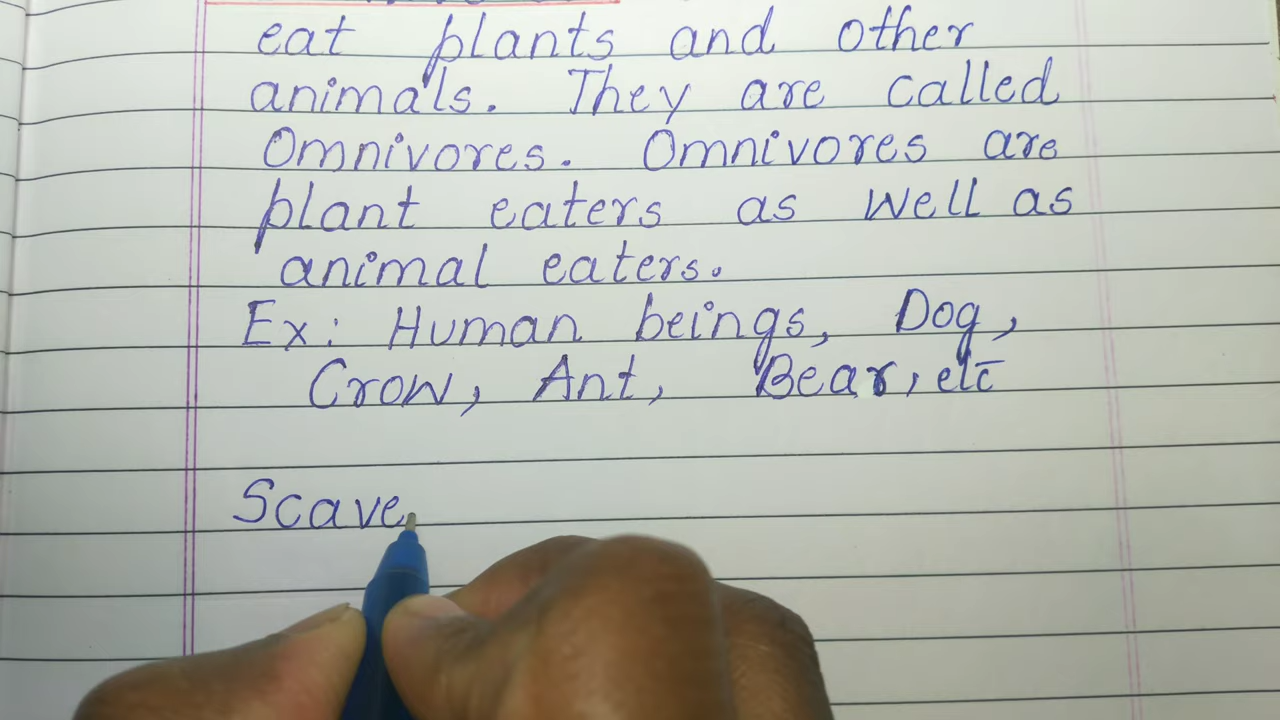 eat plants and other
animals. They are called
Omnivores. Omnivores are
plant eaters as well as
animal eaters.
Ex: Human beings, Dog,
Crow, Ant, Bear, etc
Scave